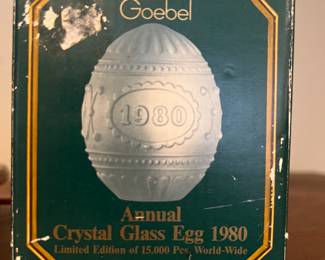 Goebel
1980
Annual
Crystal Glass Egg 1980
Limited Edition of 15.000 Pcs. World-Wide